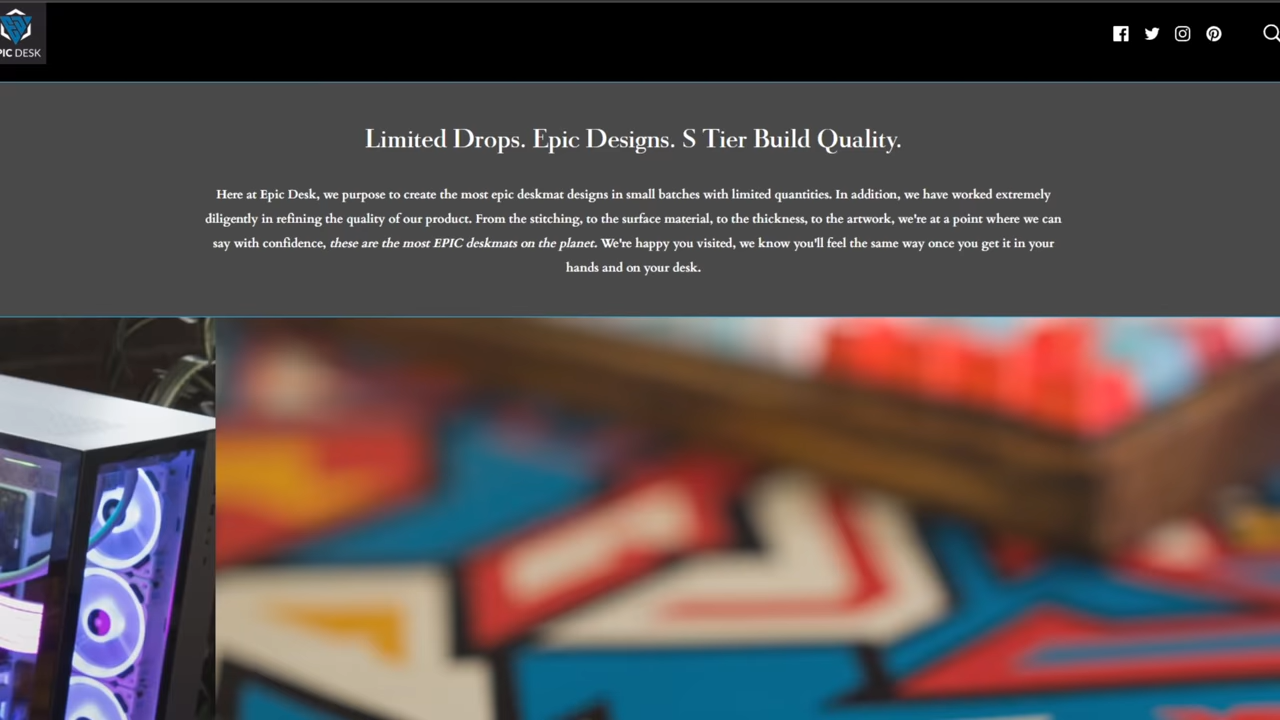 PIC DESK
Limited Drops. Epic Designs. S Tier Build Quality.
Here at Epic Desk, we purpose to create the most epic deskmat designs in small batches with limited quantities. In addition, we have worked extremely
diligently in refining the quality of our product. From the stitching, to the surface material, to the thickness, to the artwork, we're at a point where we can
say with confidence, these are the most EPIC deskmats on the planet. We're happy you visited, we know you'll feel the same way once you get it in your
hands and on your desk.